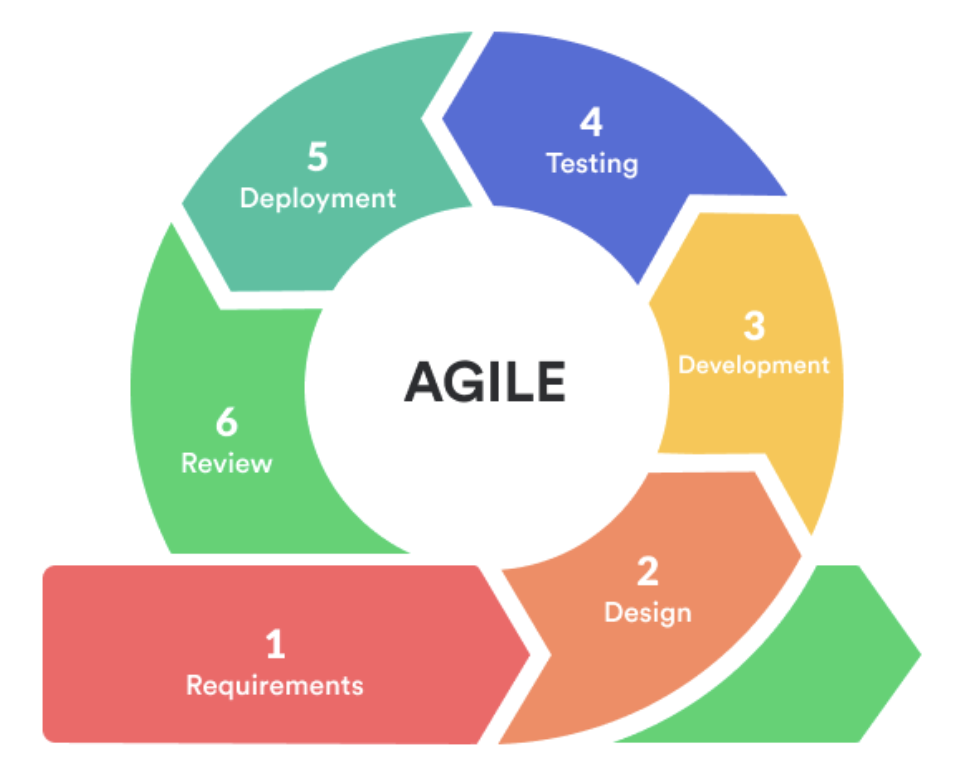 AGILE
1
Requirements
2
Design
3
Development
4
Testing
5
Deployment
6
Review